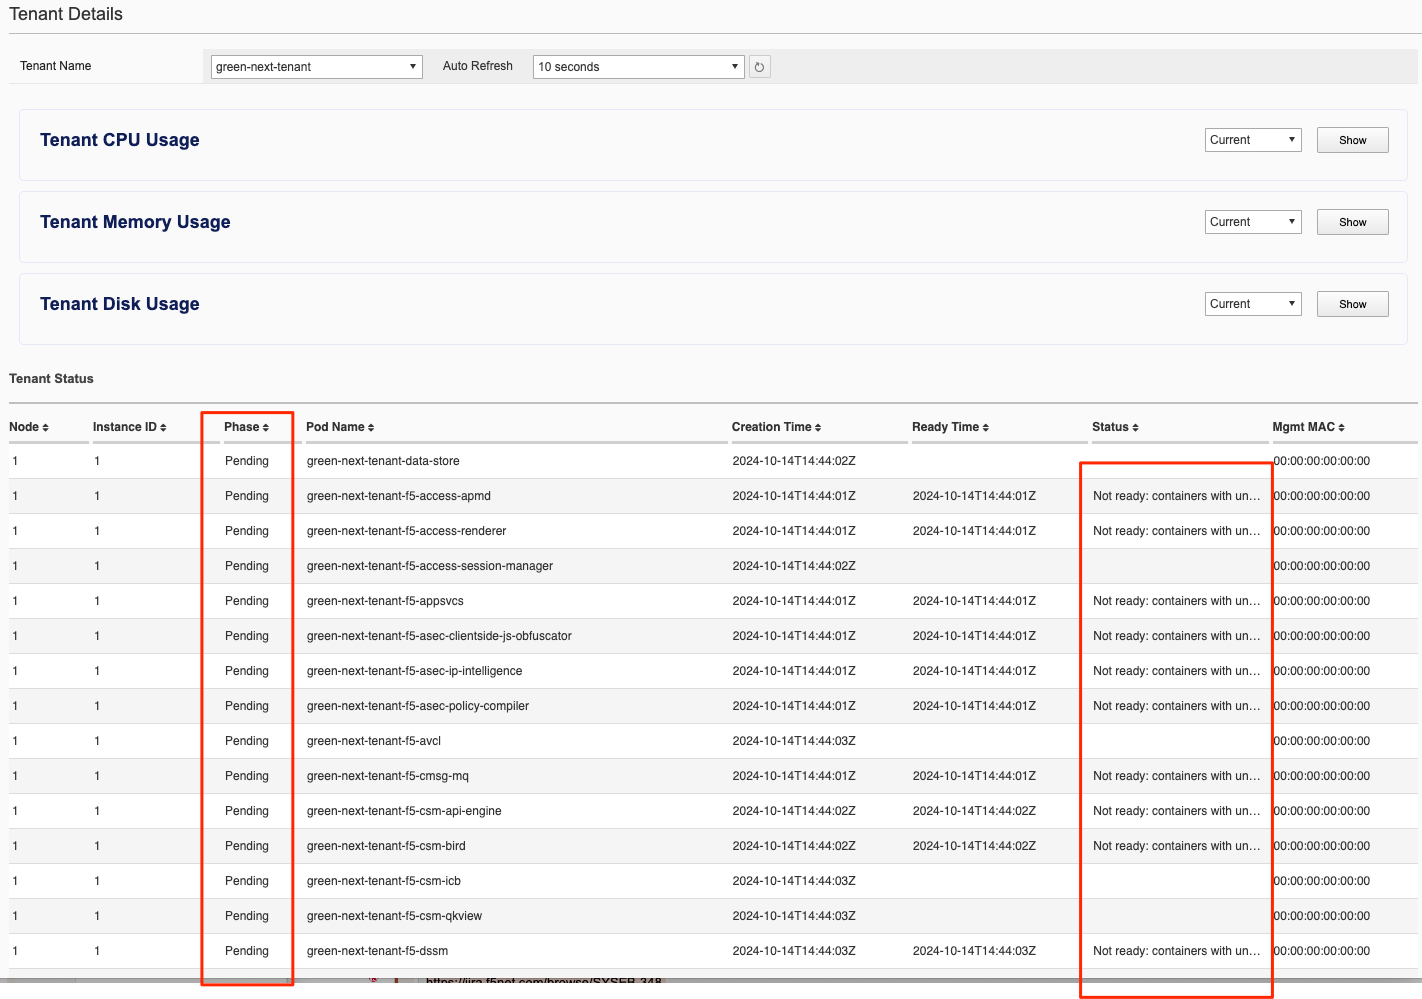 Tenant Details
Tenant Name green-next-tenant Auto Refresh 10 seconds
Tenant CPU Usage Current Show
Tenant Memory Usage Current Show
Tenant Disk Usage Current Show
Tenant Status
Node Instance ID Phase Pod Name Creation Time Ready Time Status Mgmt MAC
1 1 Pending green-next-tenant-data-store 2024-10-14T14:44:02Z 00:00:00:00:00:00
1 1 Pending green-next-tenant-f5-access-apmd 2024-10-14T14:44:01Z 2024-10-14T14:44:01Z Not ready: containers with un... 00:00:00:00:00:00
1 1 Pending green-next-tenant-f5-access-renderer 2024-10-14T14:44:01Z 2024-10-14T14:44:01Z Not ready: containers with un... 00:00:00:00:00:00
1 1 Pending green-next-tenant-f5-access-session-manager 2024-10-14T14:44:02Z 00:00:00:00:00:00
1 1 Pending green-next-tenant-f5-appsvcs 2024-10-14T14:44:01Z 2024-10-14T14:44:01Z Not ready: containers with un... 00:00:00:00:00:00
1 1 Pending green-next-tenant-f5-asec-clientside-js-obfuscator 2024-10-14T14:44:01Z 2024-10-14T14:44:01Z Not ready: containers with un... 00:00:00:00:00:00
1 1 Pending green-next-tenant-f5-asec-ip-intelligence 2024-10-14T14:44:01Z 2024-10-14T14:44:01Z Not ready: containers with un... 00:00:00:00:00:00
1 1 Pending green-next-tenant-f5-asec-policy-compiler 2024-10-14T14:44:01Z 2024-10-14T14:44:01Z Not ready: containers with un... 00:00:00:00:00:00
1 1 Pending green-next-tenant-f5-avcl 2024-10-14T14:44:03Z 00:00:00:00:00:00
1 1 Pending green-next-tenant-f5-cmsg-mq 2024-10-14T14:44:01Z 2024-10-14T14:44:01Z Not ready: containers with un... 00:00:00:00:00:00
1 1 Pending green-next-tenant-f5-csm-api-engine 2024-10-14T14:44:02Z 2024-10-14T14:44:02Z Not ready: containers with un... 00:00:00:00:00:00
1 1 Pending green-next-tenant-f5-csm-bird 2024-10-14T14:44:02Z 2024-10-14T14:44:02Z Not ready: containers with un... 00:00:00:00:00:00
1 1 Pending green-next-tenant-f5-csm-icb 2024-10-14T14:44:03Z 00:00:00:00:00:00
1 1 Pending green-next-tenant-f5-csm-qkview 2024-10-14T14:44:03Z 00:00:00:00:00:00
1 1 Pending green-next-tenant-f5-dssm 2024-10-14T14:44:03Z 2024-10-14T14:44:03Z Not ready: containers with un... 00:00:00:00:00:00